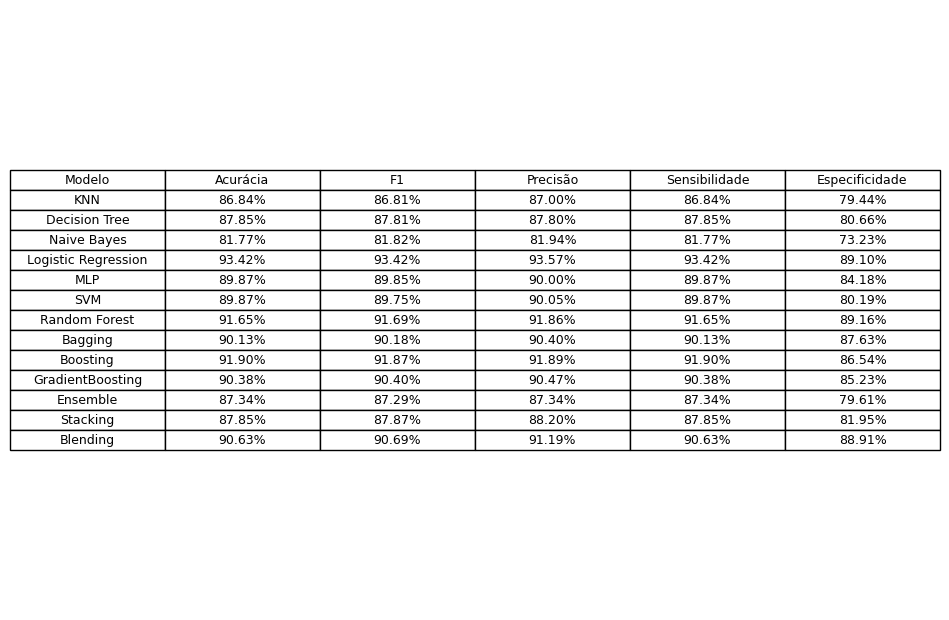 Modelo Acurácia F1 Precisão Sensibilidade Especificidade
KNN 86.84% 86.81% 87.00% 86.84% 79.44%
Decision Tree 87.85% 87.81% 87.80% 87.85% 80.66%
Naive Bayes 81.77% 81.82% 81.94% 81.77% 73.23%
Logistic Regression 93.42% 93.42% 93.57% 93.42% 89.10%
MLP 89.87% 89.85% 90.00% 89.87% 84.18%
SVM 89.87% 89.75% 90.05% 89.87% 80.19%
Random Forest 91.65% 91.69% 91.86% 91.65% 89.16%
Bagging 90.13% 90.18% 90.40% 90.13% 87.63%
Boosting 91.90% 91.87% 91.89% 91.90% 86.54%
GradientBoosting 90.38% 90.40% 90.47% 90.38% 85.23%
Ensemble 87.34% 87.29% 87.34% 87.34% 79.61%
Stacking 87.85% 87.87% 88.20% 87.85% 81.95%
Blending 90.63% 90.69% 91.19% 90.63% 88.91%